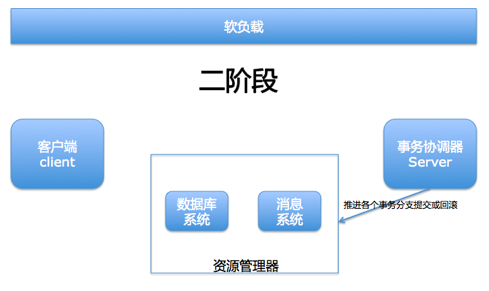 软负载
二阶段
客户端
client
事务协调器
Server
数据库
系统
消息
系统
推进各个事务分支提交或回滚
资源管理器